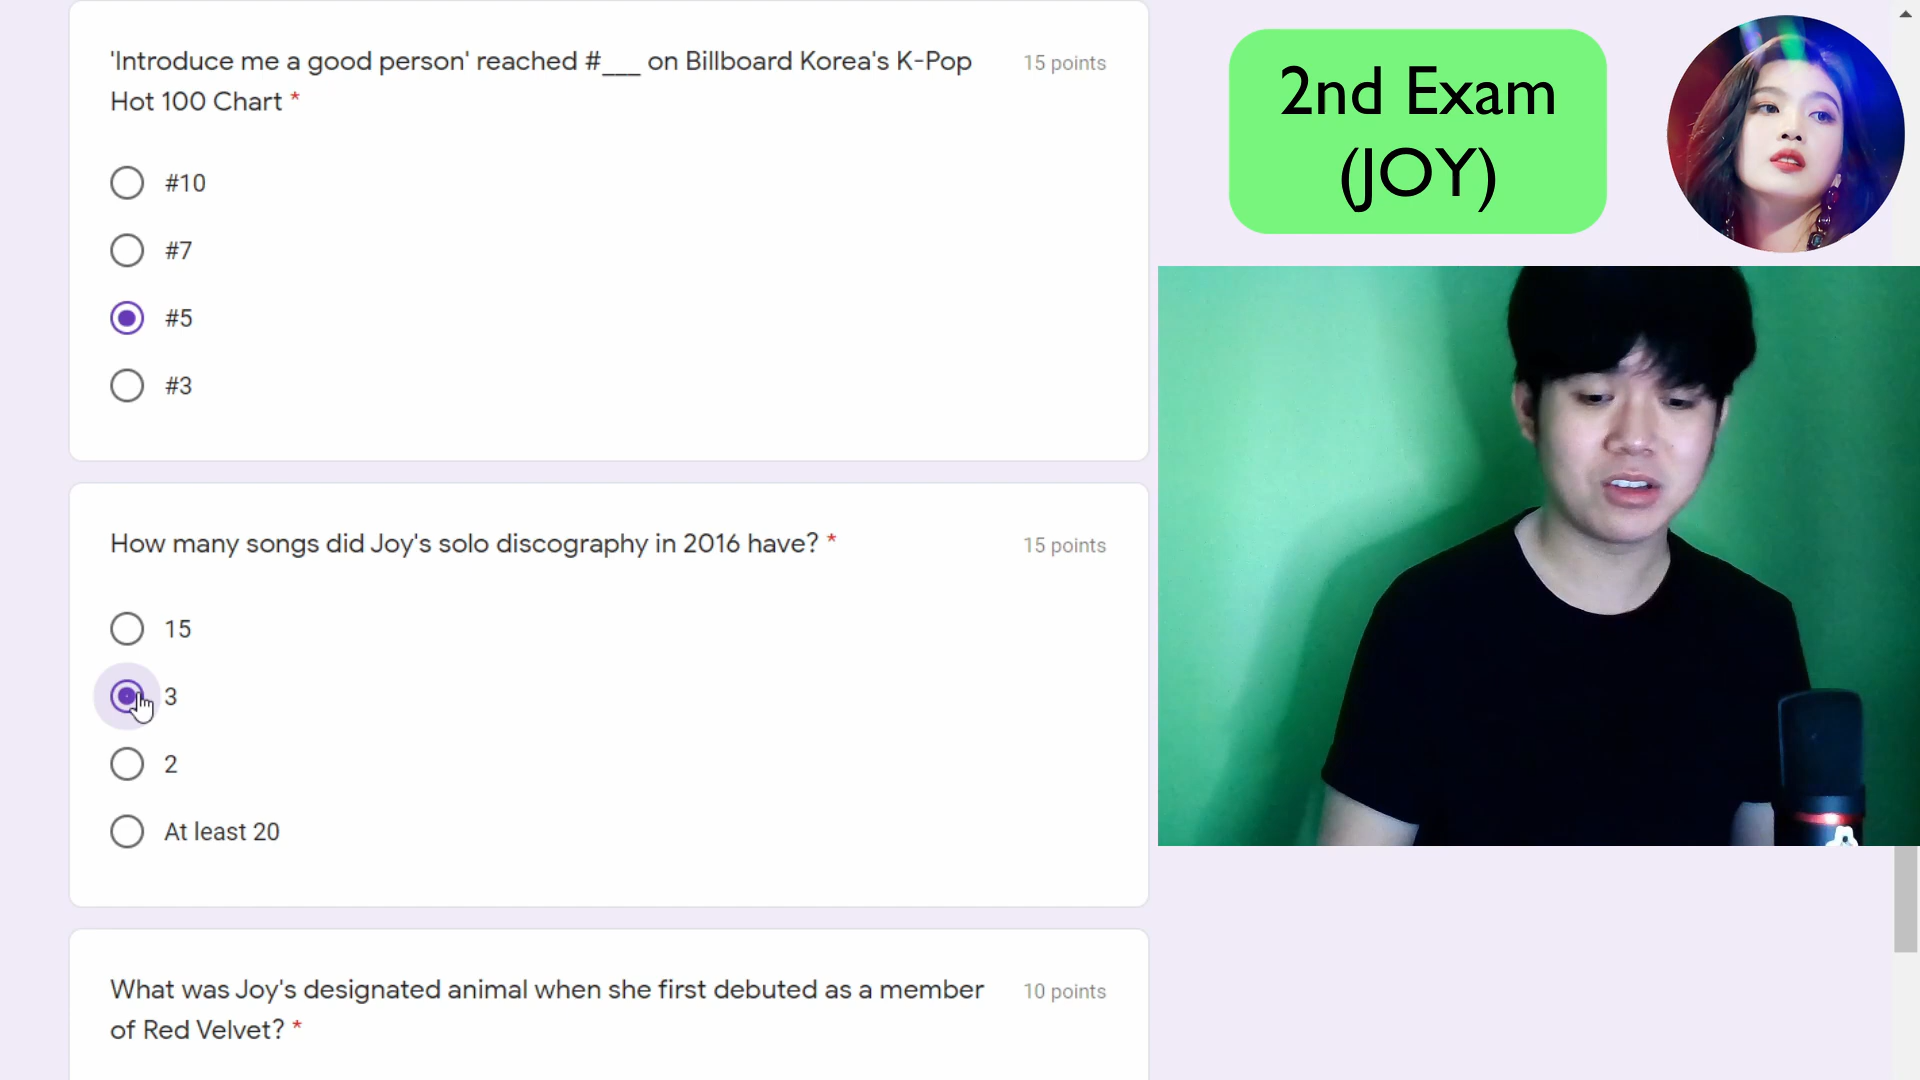 'Introduce me a good person' reached #___ on Billboard Korea's K-Pop
Hot 100 Chart *
15 points
#10
#7
#5
#3
How many songs did Joy's solo discography in 2016 have? *
15 points
15
3
2
At least 20
What was Joy's designated animal when she first debuted as a member
of Red Velvet? *
10 points
2nd Exam
(JOY)